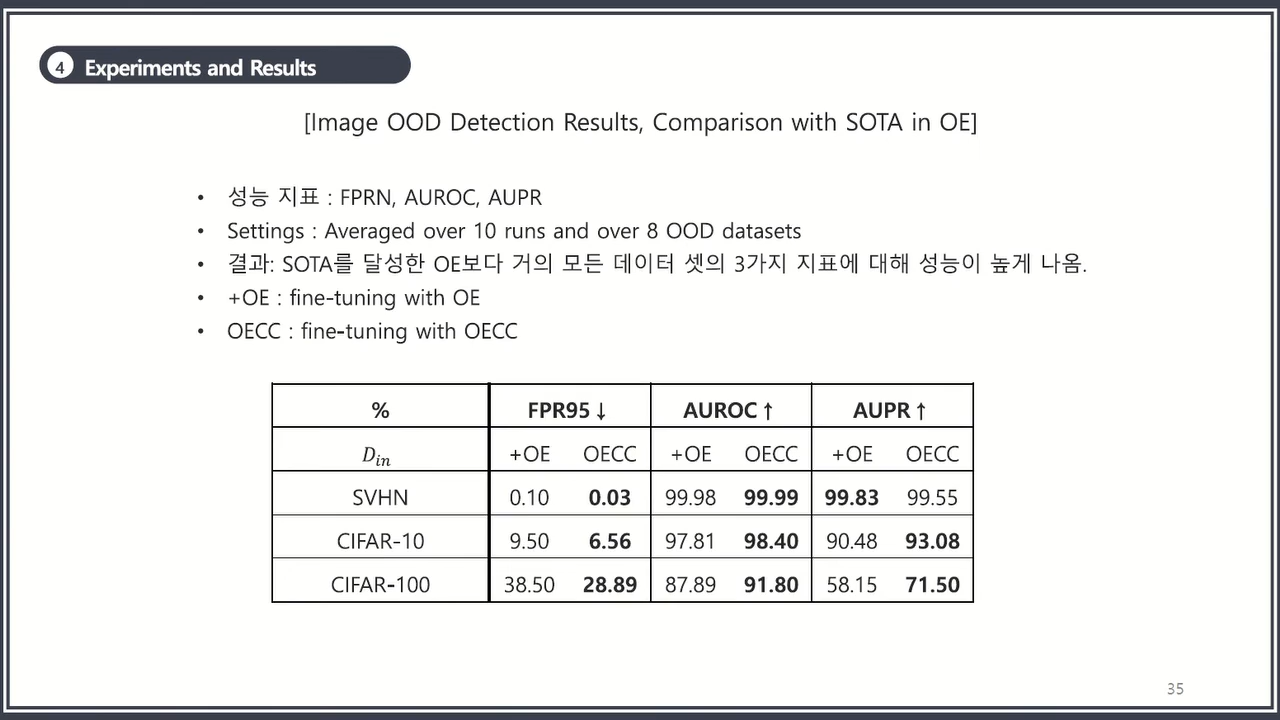 4 Experiments and Results
[Image OOD Detection Results, Comparison with SOTA in OE]
• 성능 지표 : FPRN, AUROC, AUPR
• Settings : Averaged over 10 runs and over 8 OOD datasets
• 결과: SOTA를 달성한 OE보다 거의 모든 데이터 셋의 3가지 지표에 대해 성능이 높게 나옴.
• +OE : fine-tuning with OE
• OECC : fine-tuning with OECC
% FPR95↓ AUROC↑ AUPR↑
D_in +OE OECC +OE OECC +OE OECC
SVHN 0.10 0.03 99.98 99.99 99.83 99.55
CIFAR-10 9.50 6.56 97.81 98.40 90.48 93.08
CIFAR-100 38.50 28.89 87.89 91.80 58.15 71.50
35